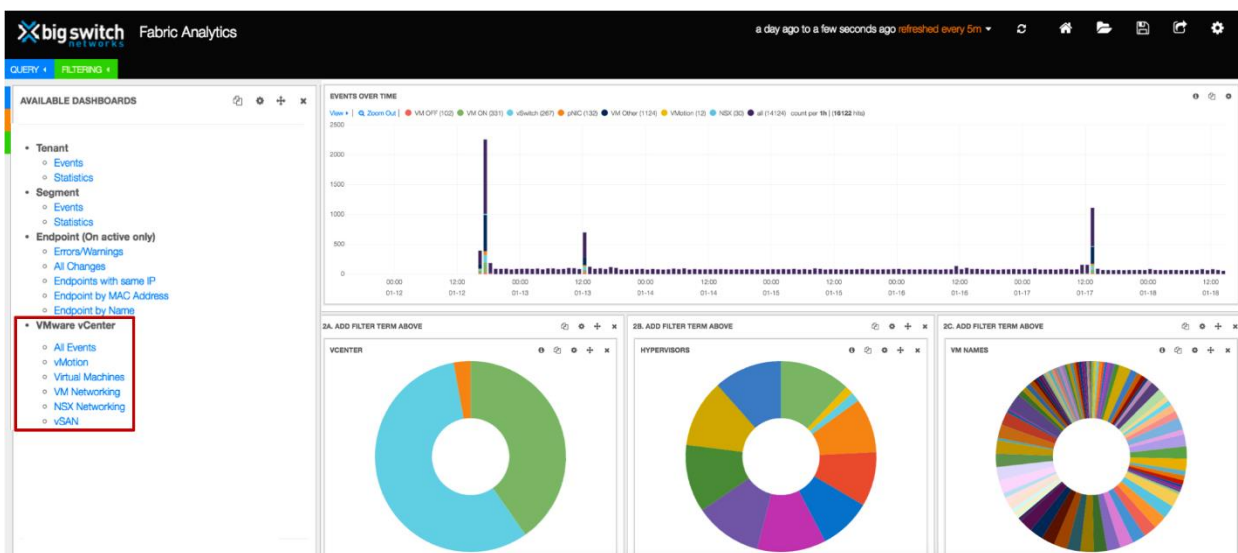 big switch networks Fabric Analytics
a day ago to a few seconds ago refreshed every 5m
QUERY FILTERING
AVAILABLE DASHBOARDS
Tenant
Events
Statistics
Segment
Events
Statistics
Endpoint (On active only)
Errors/Warnings
All Changes
Endpoints with same IP
Endpoint by MAC Address
Endpoint by Name
VMware vCenter
All Events
vMotion
Virtual Machines
VM Networking
NSX Networking
vSAN
EVENTS OVER TIME
View | Zoom Out | VM OFF (102) VM ON (331) vSwitch (267) pNIC (132) VM Other (1124) VMotion (12) NSX (30) all (14124) count per 1h | (16122 hits)
2500
2000
1500
1000
500
0
00:00 12:00 00:00 12:00 00:00 12:00 00:00 12:00 00:00 12:00 00:00 12:00 00:00 12:00
01-12 01-12 01-13 01-13 01-14 01-14 01-15 01-15 01-16 01-16 01-17 01-17 01-18 01-18
2A. ADD FILTER TERM ABOVE
VCENTER
2B. ADD FILTER TERM ABOVE
HYPERVISORS
2C. ADD FILTER TERM ABOVE
VM NAMES